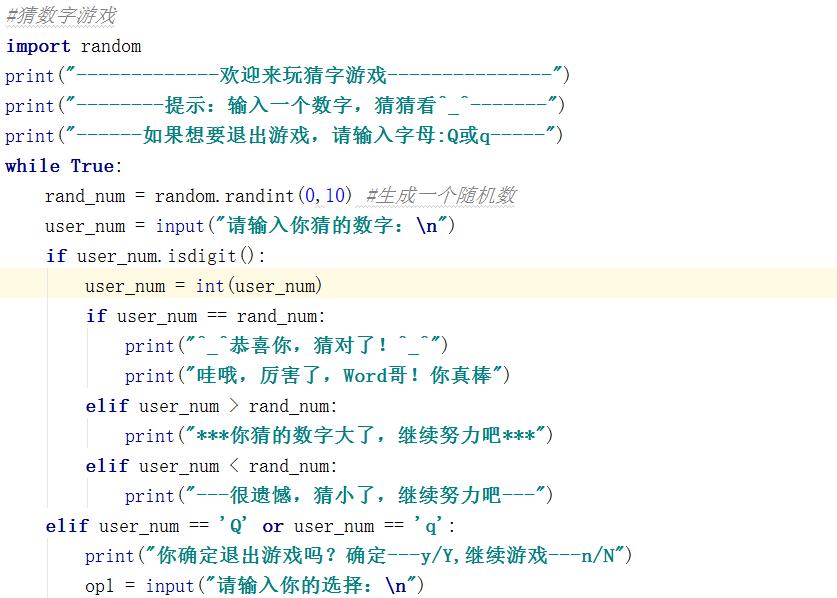 #猜数字游戏
import random
print("-------------欢迎来玩猜字游戏---------------")
print("--------提示：输入一个数字，猜猜看^_^-------")
print("------如果想要退出游戏，请输入字母:Q或q-----")
while True:
    rand_num = random.randint(0,10) #生成一个随机数
    user_num = input("请输入你猜的数字：\n")
    if user_num.isdigit():
        user_num = int(user_num)
        if user_num == rand_num:
            print("^_^恭喜你，猜对了！^_^")
            print("哇哦，厉害了，Word哥！你真棒")
        elif user_num > rand_num:
            print("***你猜的数字大了，继续努力吧***")
        elif user_num < rand_num:
            print("---很遗憾，猜小了，继续努力吧---")
    elif user_num == 'Q' or user_num == 'q':
        print("你确定退出游戏吗？确定---y/Y,继续游戏---n/N")
        op1 = input("请输入你的选择：\n")